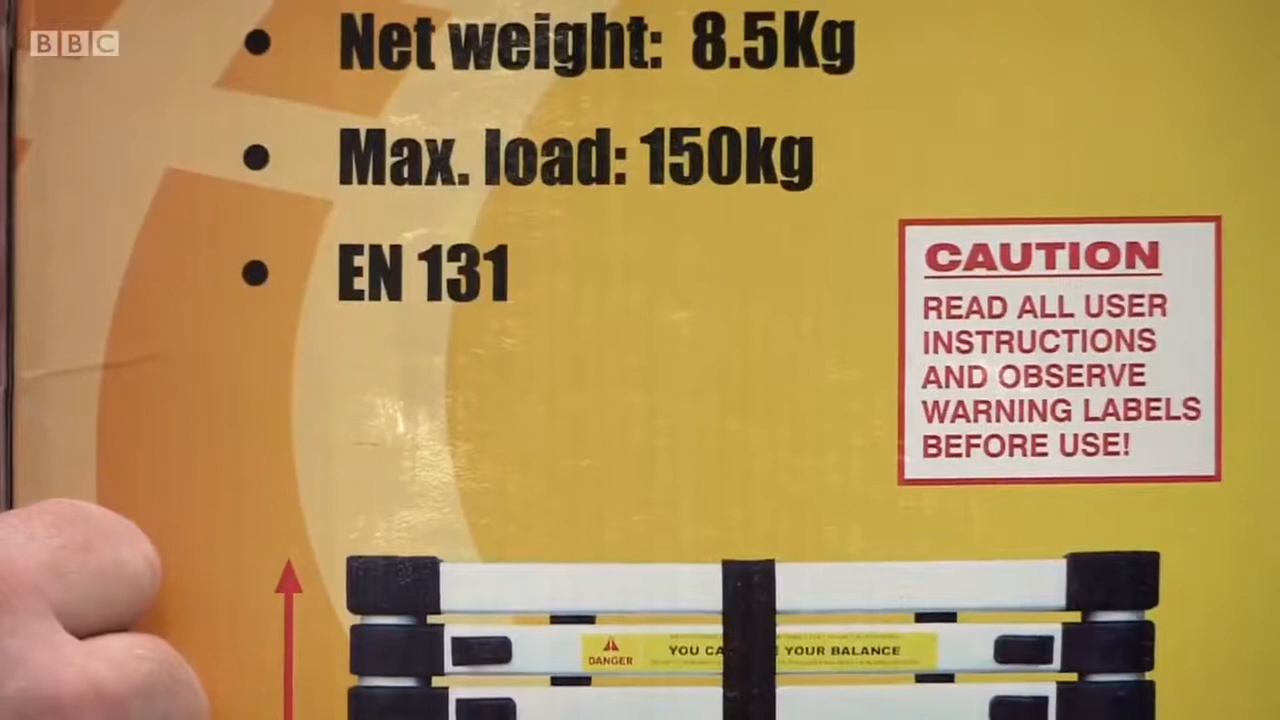 BBC
Net weight: 8.5Kg
Max. load: 150kg
EN 131
CAUTION
READ ALL USER
INSTRUCTIONS
AND OBSERVE
WARNING LABELS
BEFORE USE!
YOU YOUR BALANCE
DANGER